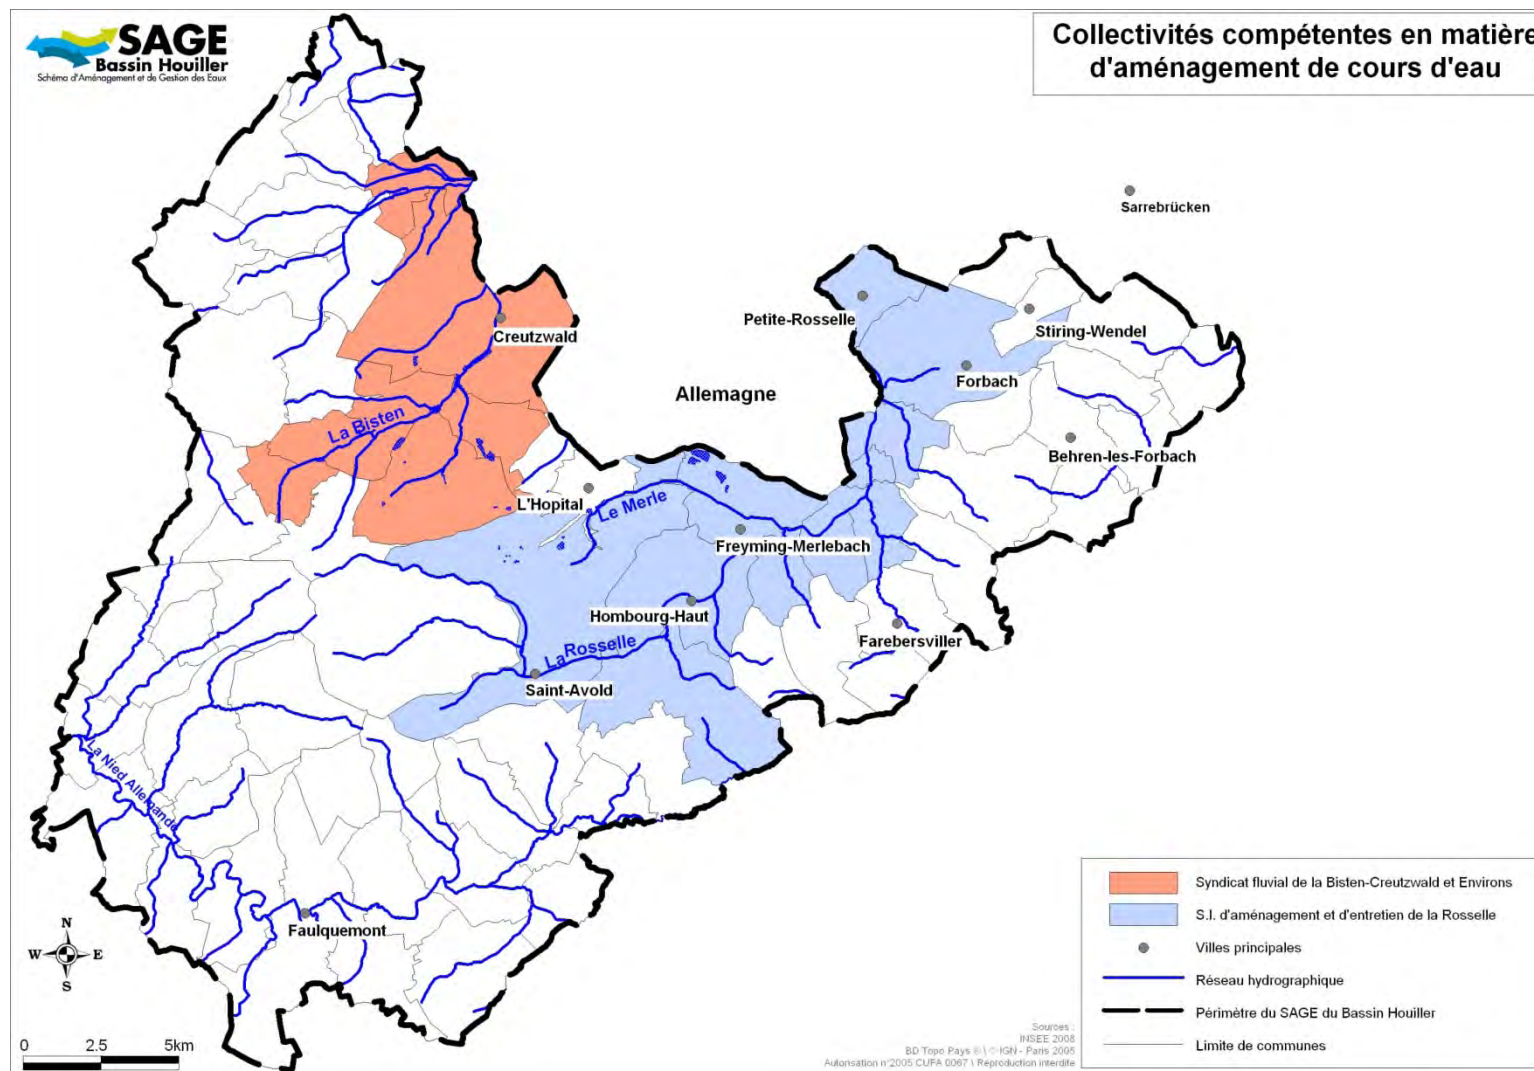 SAGE
Bassin Houiller
Schéma d'Aménagement et de Gestion des Eaux
Collectivités compétentes en matière
d'aménagement de cours d'eau
Sarrebrücken
Petite-Rosselle
Stiring-Wendel
Creutzwald
Forbach
Allemagne
La Bisten
Behren-les-Forbach
L'Hopital
Le Merle
Freyming-Merlebach
Hombourg-Haut
Farebersviller
La Rosselle
Saint-Avold
La Nied Allemande
Faulquemont
N
W E
S
0 2.5 5km
Syndicat fluvial de la Bisten-Creutzwald et Environs
S.I. d'aménagement et d'entretien de la Rosselle
Villes principales
Réseau hydrographique
Périmètre du SAGE du Bassin Houiller
Limite de communes
Sources :
INSEE 2008
BD Topo Pays ® \ © IGN - Paris 2005
Autorisation n°2005 CUFA 0067 \ Reproduction interdite